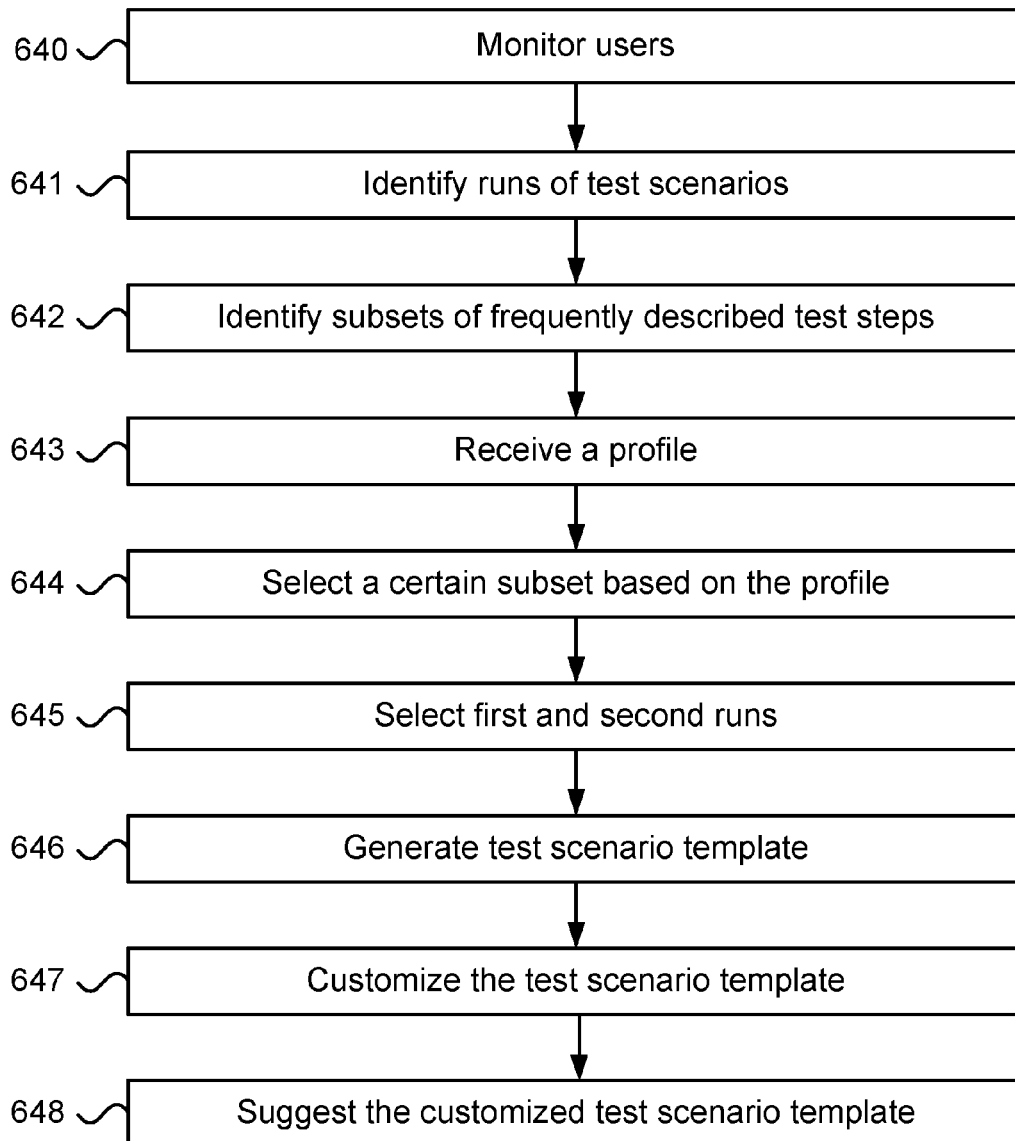 640 Monitor users
641 Identify runs of test scenarios
642 Identify subsets of frequently described test steps
643 Receive a profile
644 Select a certain subset based on the profile
645 Select first and second runs
646 Generate test scenario template
647 Customize the test scenario template
648 Suggest the customized test scenario template